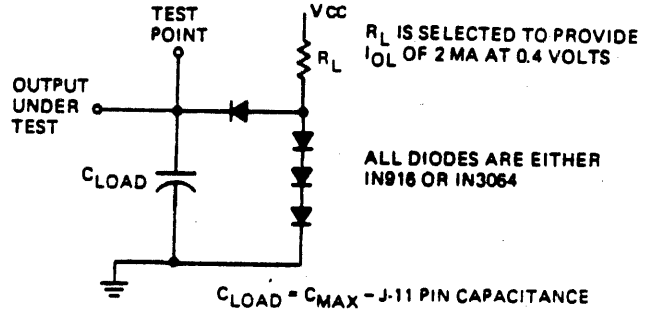 TEST
POINT
VCC
RL
RL IS SELECTED TO PROVIDE
IOL OF 2 MA AT 0.4 VOLTS
OUTPUT
UNDER
TEST
CLOAD
ALL DIODES ARE EITHER
IN916 OR IN3064
CLOAD = CMAX – J-11 PIN CAPACITANCE